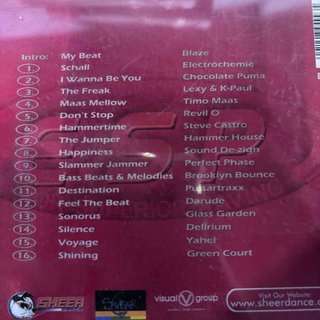 Intro: My Beat Blaze
1. Schall Electrochemie
2. I Wanna Be You Chocolate Puma
3. The Freak Lexy & K-Paul
4. Maas Mellow Timo Maas
5. Don't Stop Revil O
6. Hammertime Steve Castro
7. The Jumper Hammer House
8. Happiness Sound De-zign
9. Slammer Jammer Perfect Phase
10. Bass Beats & Melodies Brooklyn Bounce
11. Destination Pulsartraxx
12. Feel The Beat Darude
13. Sonorus Glass Garden
14. Silence Delirium
15. Voyage Yahel
16. Shining Green Court
SHEER
visual V group
Visit Our Website
www.sheerdance.c